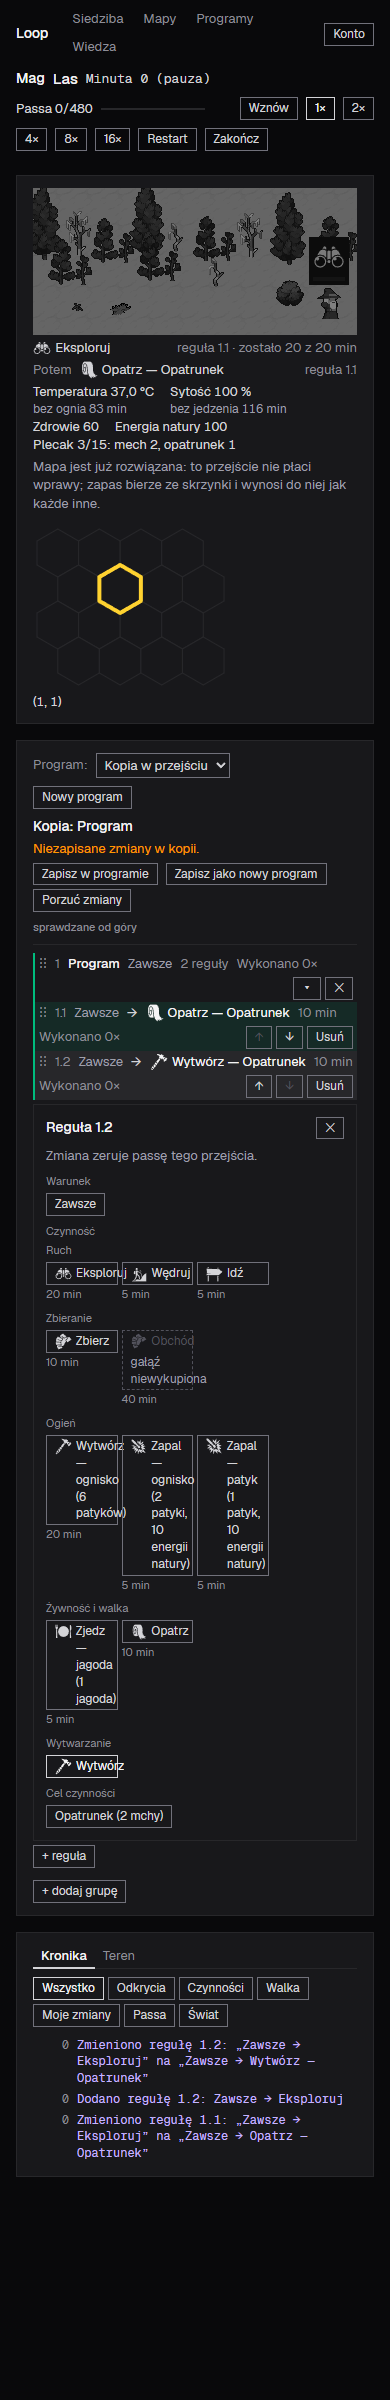 Loop
Siedziba Mapy Programy
Wiedza
Konto
Mag Las Minuta 0 (pauza)
Passa 0/480
Wznów 1× 2×
4× 8× 16× Restart Zakończ
Eksploruj reguła 1.1 · zostało 20 z 20 min
Potem Opatrz — Opatrunek reguła 1.1
Temperatura 37,0 °C Sytość 100 %
bez ognia 83 min bez jedzenia 116 min
Zdrowie 60 Energia natury 100
Plecak 3/15: mech 2, opatrunek 1
Mapa jest już rozwiązana: to przejście nie płaci
wprawy; zapas bierze ze skrzynki i wynosi do niej jak
każde inne.
(1, 1)
Program: Kopia w przejściu
Nowy program
Kopia: Program
Niezapisane zmiany w kopii.
Zapisz w programie Zapisz jako nowy program
Porzuć zmiany
sprawdzane od góry
1 Program Zawsze 2 reguły Wykonano 0×
1.1 Zawsze → Opatrz — Opatrunek 10 min
Wykonano 0× ↑ ↓ Usuń
1.2 Zawsze → Wytwórz — Opatrunek 10 min
Wykonano 0× ↑ ↓ Usuń
Reguła 1.2
Zmiana zeruje passę tego przejścia.
Warunek
Zawsze
Czynność
Ruch
Eksploruj Wędruj Idź
20 min 5 min 5 min
Zbieranie
Zbierz
10 min
Obchód
gałąź
niewykupiona
40 min
Ogień
Wytwórz
—
ognisko
(6
patyków)
20 min
Zapal
—
ognisko
(2
patyki,
10
energii
natury)
5 min
Zapal
—
patyk
(1
patyk,
10
energii
natury)
5 min
Żywność i walka
Zjedz
—
jagoda
(1
jagoda)
5 min
Opatrz
10 min
Wytwarzanie
Wytwórz
Cel czynności
Opatrunek (2 mchy)
+ reguła
+ dodaj grupę
Kronika Teren
Wszystko Odkrycia Czynności Walka
Moje zmiany Passa Świat
0 Zmieniono regułę 1.2: „Zawsze →
Eksploruj” na „Zawsze → Wytwórz —
Opatrunek”
0 Dodano regułę 1.2: Zawsze → Eksploruj
0 Zmieniono regułę 1.1: „Zawsze →
Eksploruj” na „Zawsze → Opatrz —
Opatrunek”